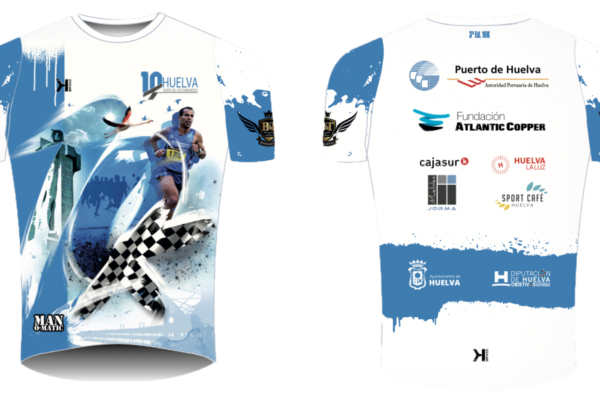 10 HUELVA
MAN
O-MATIC
Puerto de Huelva
Autoridad Portuaria de Huelva
Fundación
ATLANTIC COPPER
cajasur
HUELVA
LA LUZ
JORMA
SPORT CAFÉ
HUELVA
Ayuntamiento de
HUELVA
DIPUTACIÓN
DE HUELVA